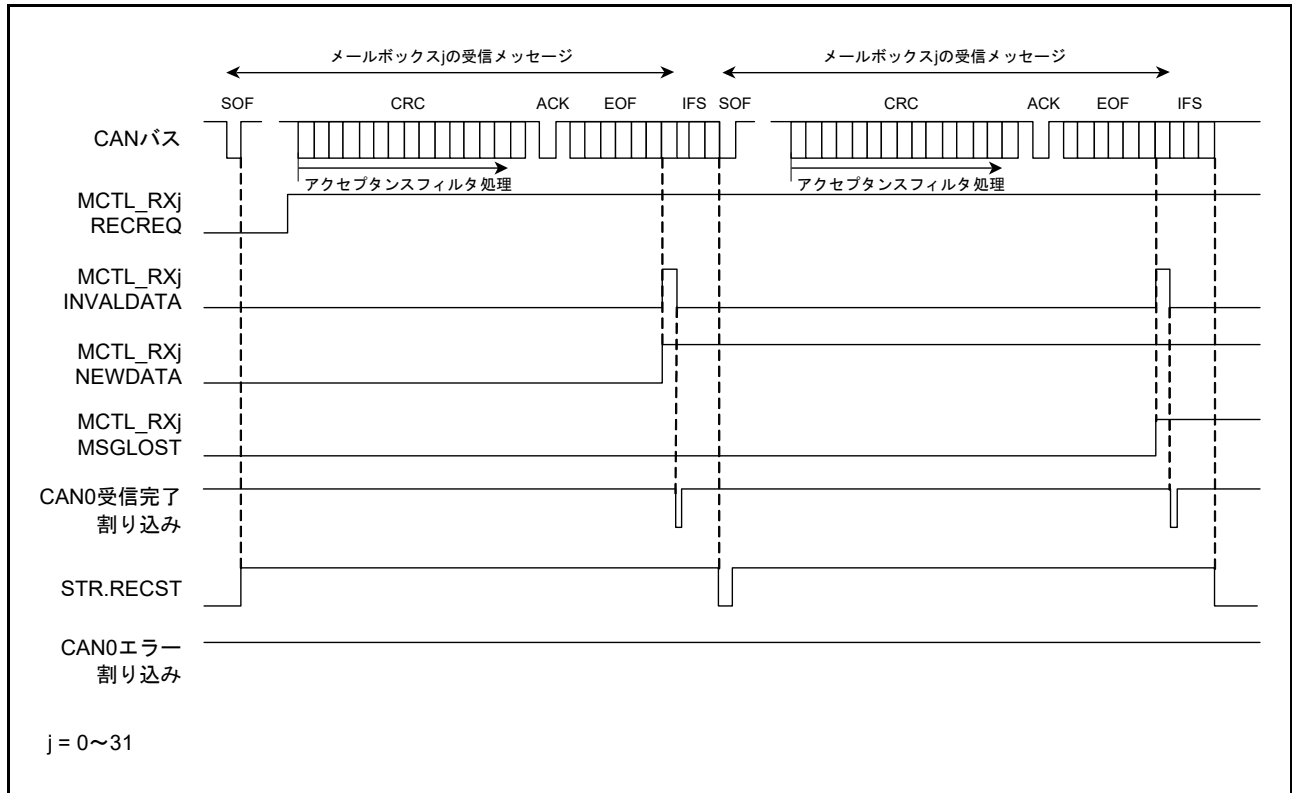 メールボックスjの受信メッセージ メールボックスjの受信メッセージ
SOF CRC ACK EOF IFS SOF CRC ACK EOF IFS
CANバス
アクセプタンスフィルタ処理 アクセプタンスフィルタ処理
MCTL_RXj
RECREQ
MCTL_RXj
INVALDATA
MCTL_RXj
NEWDATA
MCTL_RXj
MSGLOST
CAN0受信完了
割り込み
STR.RECST
CAN0エラー
割り込み
j = 0～31